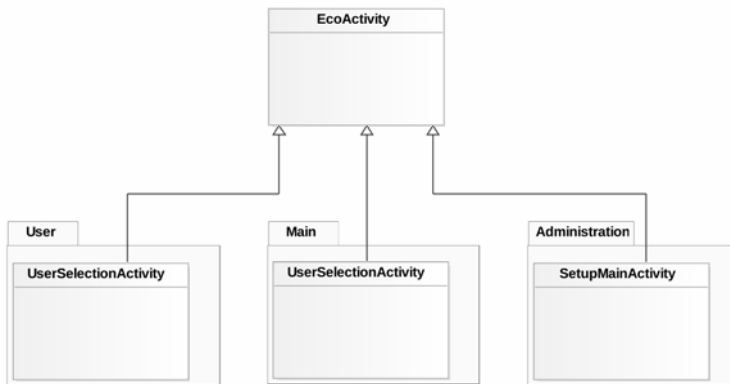 EcoActivity
User
Main
Administration
UserSelectionActivity
UserSelectionActivity
SetupMainActivity